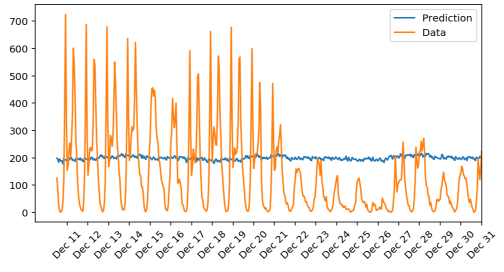 Prediction
Data
700
600
500
400
300
200
100
0
Dec 11
Dec 12
Dec 13
Dec 14
Dec 15
Dec 16
Dec 17
Dec 18
Dec 19
Dec 20
Dec 21
Dec 22
Dec 23
Dec 24
Dec 25
Dec 26
Dec 27
Dec 28
Dec 29
Dec 30
Dec 31